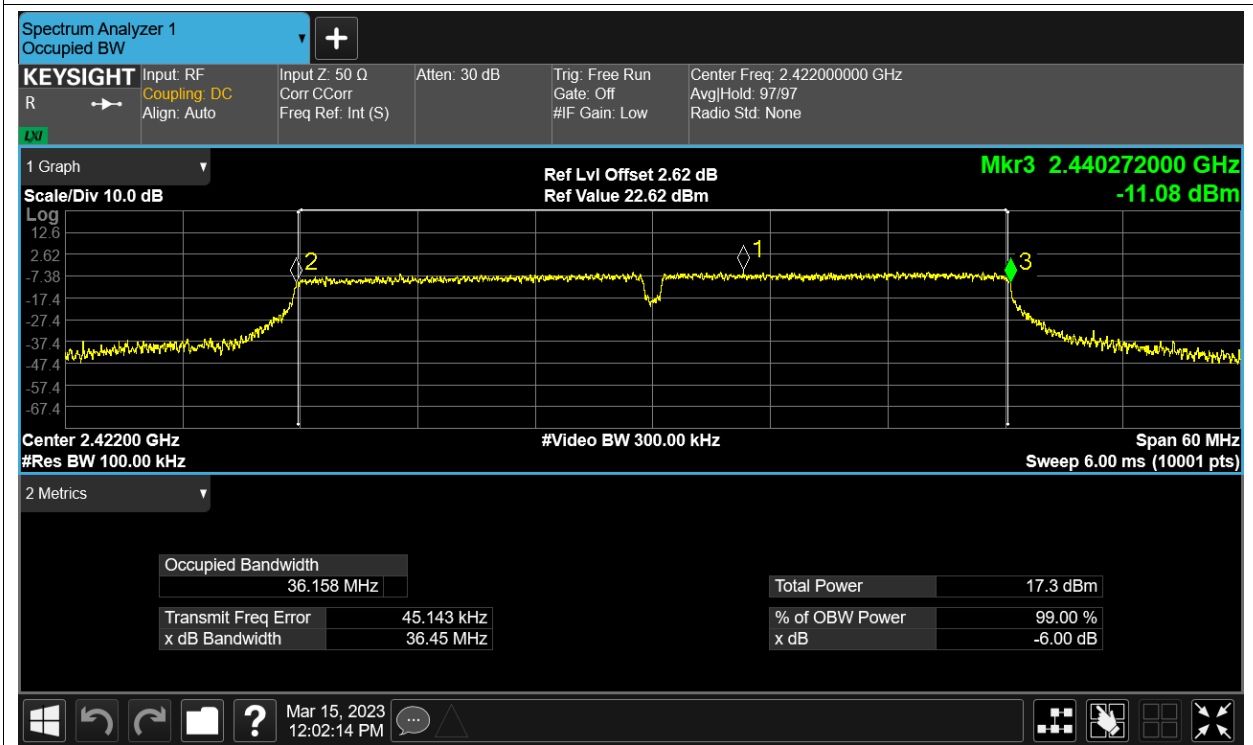 Spectrum Analyzer 1
Occupied BW
KEYSIGHT Input: RF Input Z: 50 Ω Atten: 30 dB Trig: Free Run Center Freq: 2.422000000 GHz
R Coupling: DC Corr CCorr Gate: Off Avg|Hold: 97/97
Align: Auto Freq Ref: Int (S) #IF Gain: Low Radio Std: None
LXI
1 Graph Ref Lvl Offset 2.62 dB Mkr3 2.440272000 GHz
Scale/Div 10.0 dB Ref Value 22.62 dBm -11.08 dBm
Log
12.6
2.62
-7.38
-17.4
-27.4
-37.4
-47.4
-57.4
-67.4
2
1
3
Center 2.42200 GHz #Video BW 300.00 kHz Span 60 MHz
#Res BW 100.00 kHz Sweep 6.00 ms (10001 pts)
2 Metrics
Occupied Bandwidth
36.158 MHz Total Power 17.3 dBm
Transmit Freq Error 45.143 kHz % of OBW Power 99.00 %
x dB Bandwidth 36.45 MHz x dB -6.00 dB
? Mar 15, 2023
12:02:14 PM